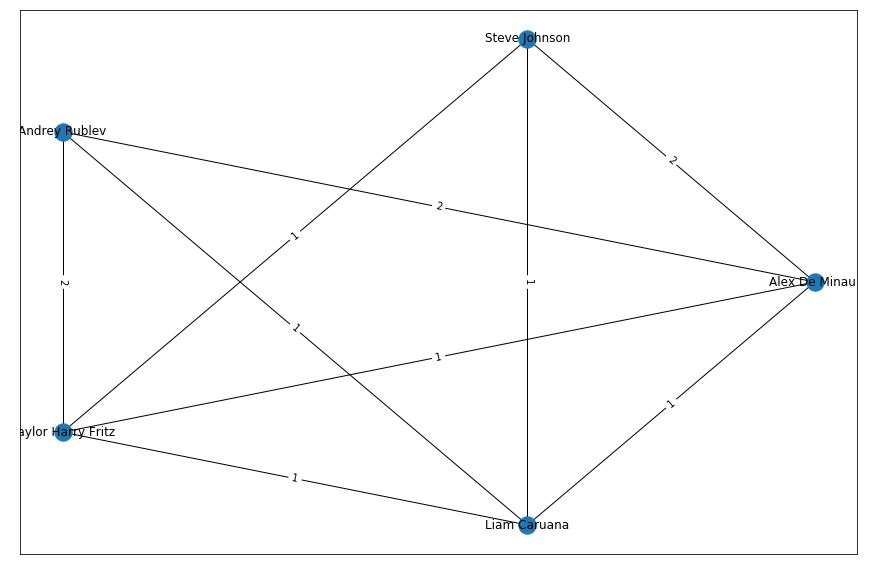 Steve Johnson
Andrey Rublev
2
2
1
2
1
Alex De Minau
1
1
1
aylor Harry Fritz
1
1
Liam Caruana